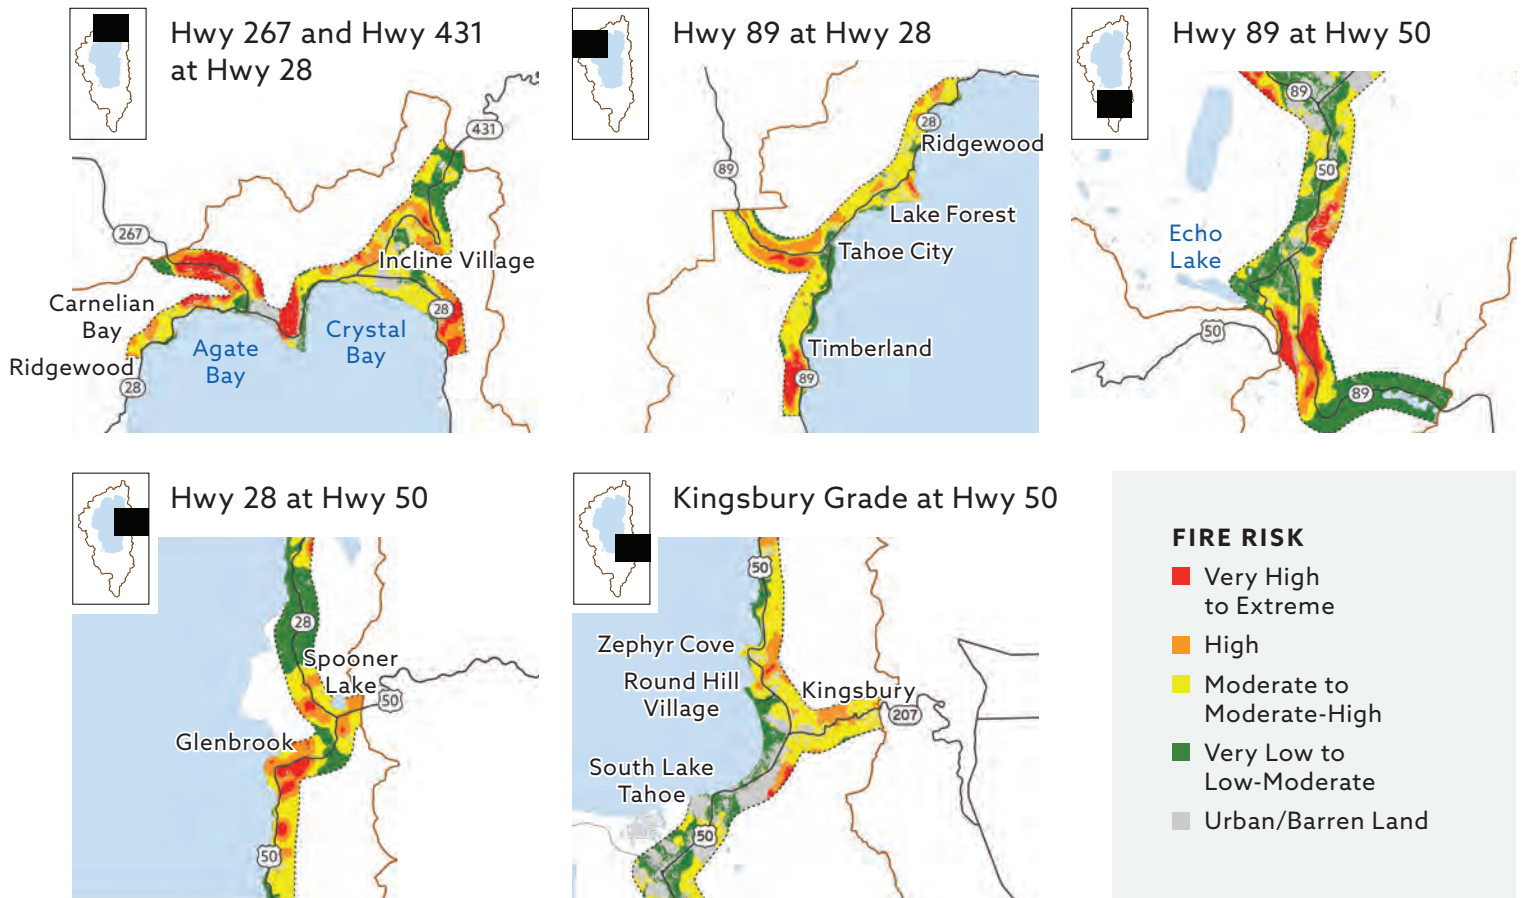 Hwy 267 and Hwy 431
at Hwy 28
431
267
Incline Village
Carnelian
Bay
28
Crystal
Bay
Agate
Bay
Ridgewood
28
Hwy 89 at Hwy 28
28
Ridgewood
89
Lake Forest
Tahoe City
Timberland
89
Hwy 89 at Hwy 50
89
50
Echo
Lake
50
89
Hwy 28 at Hwy 50
28
Spooner
Lake
50
Glenbrook
50
Kingsbury Grade at Hwy 50
50
Zephyr Cove
Round Hill
Village
Kingsbury
207
South Lake
Tahoe
50
FIRE RISK
Very High
to Extreme
High
Moderate to
Moderate-High
Very Low to
Low-Moderate
Urban/Barren Land